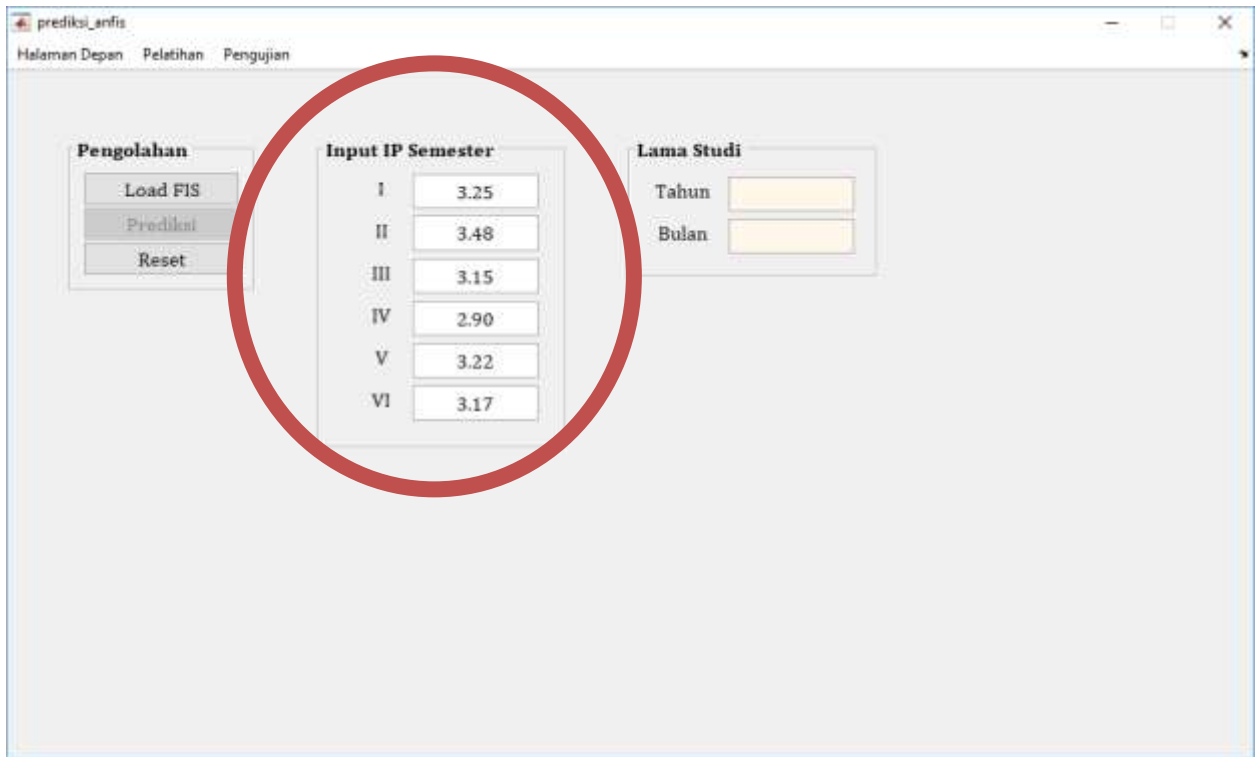 prediksi_anfis
Halaman Depan Pelatihan Pengujian
Pengolahan
Load FIS
Prediksi
Reset
Input IP Semester
I 3.25
II 3.48
III 3.15
IV 2.90
V 3.22
VI 3.17
Lama Studi
Tahun
Bulan